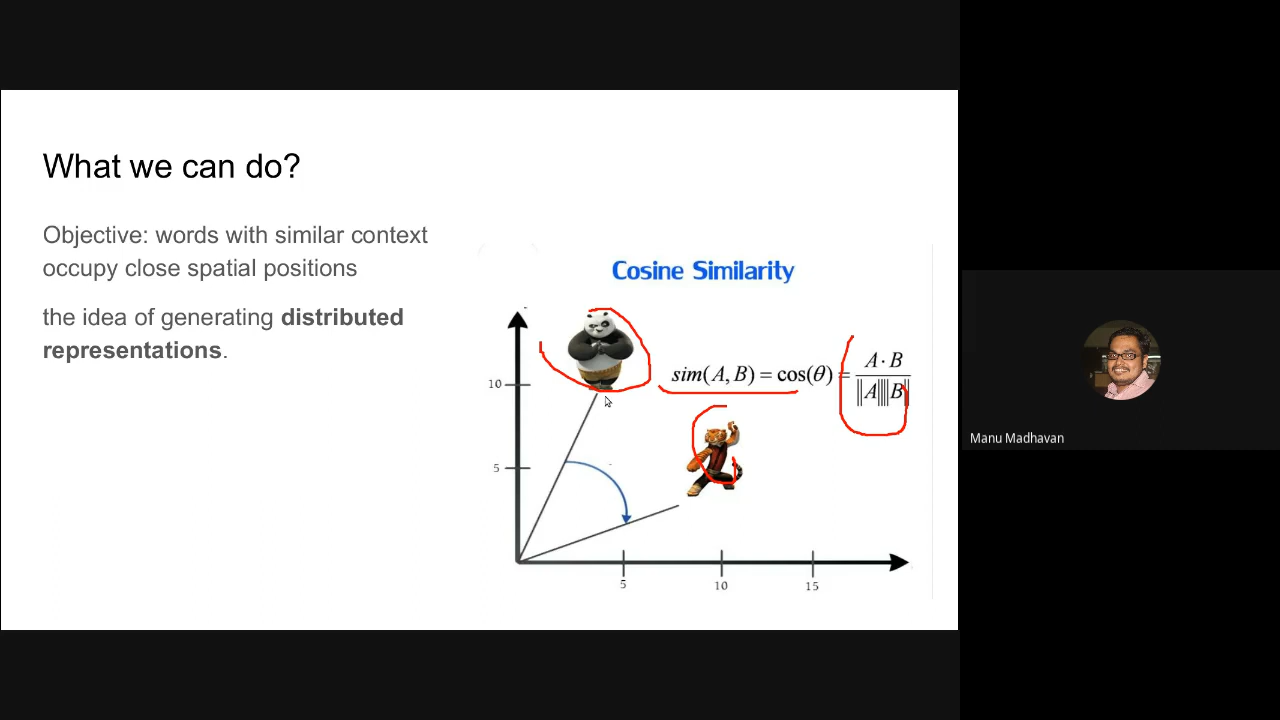 What we can do?
Objective: words with similar context
occupy close spatial positions
the idea of generating distributed
representations.
Cosine Similarity
sim(A, B) = cos(θ) = A · B
||A||||B||
10
5
5 10 15
Manu Madhavan